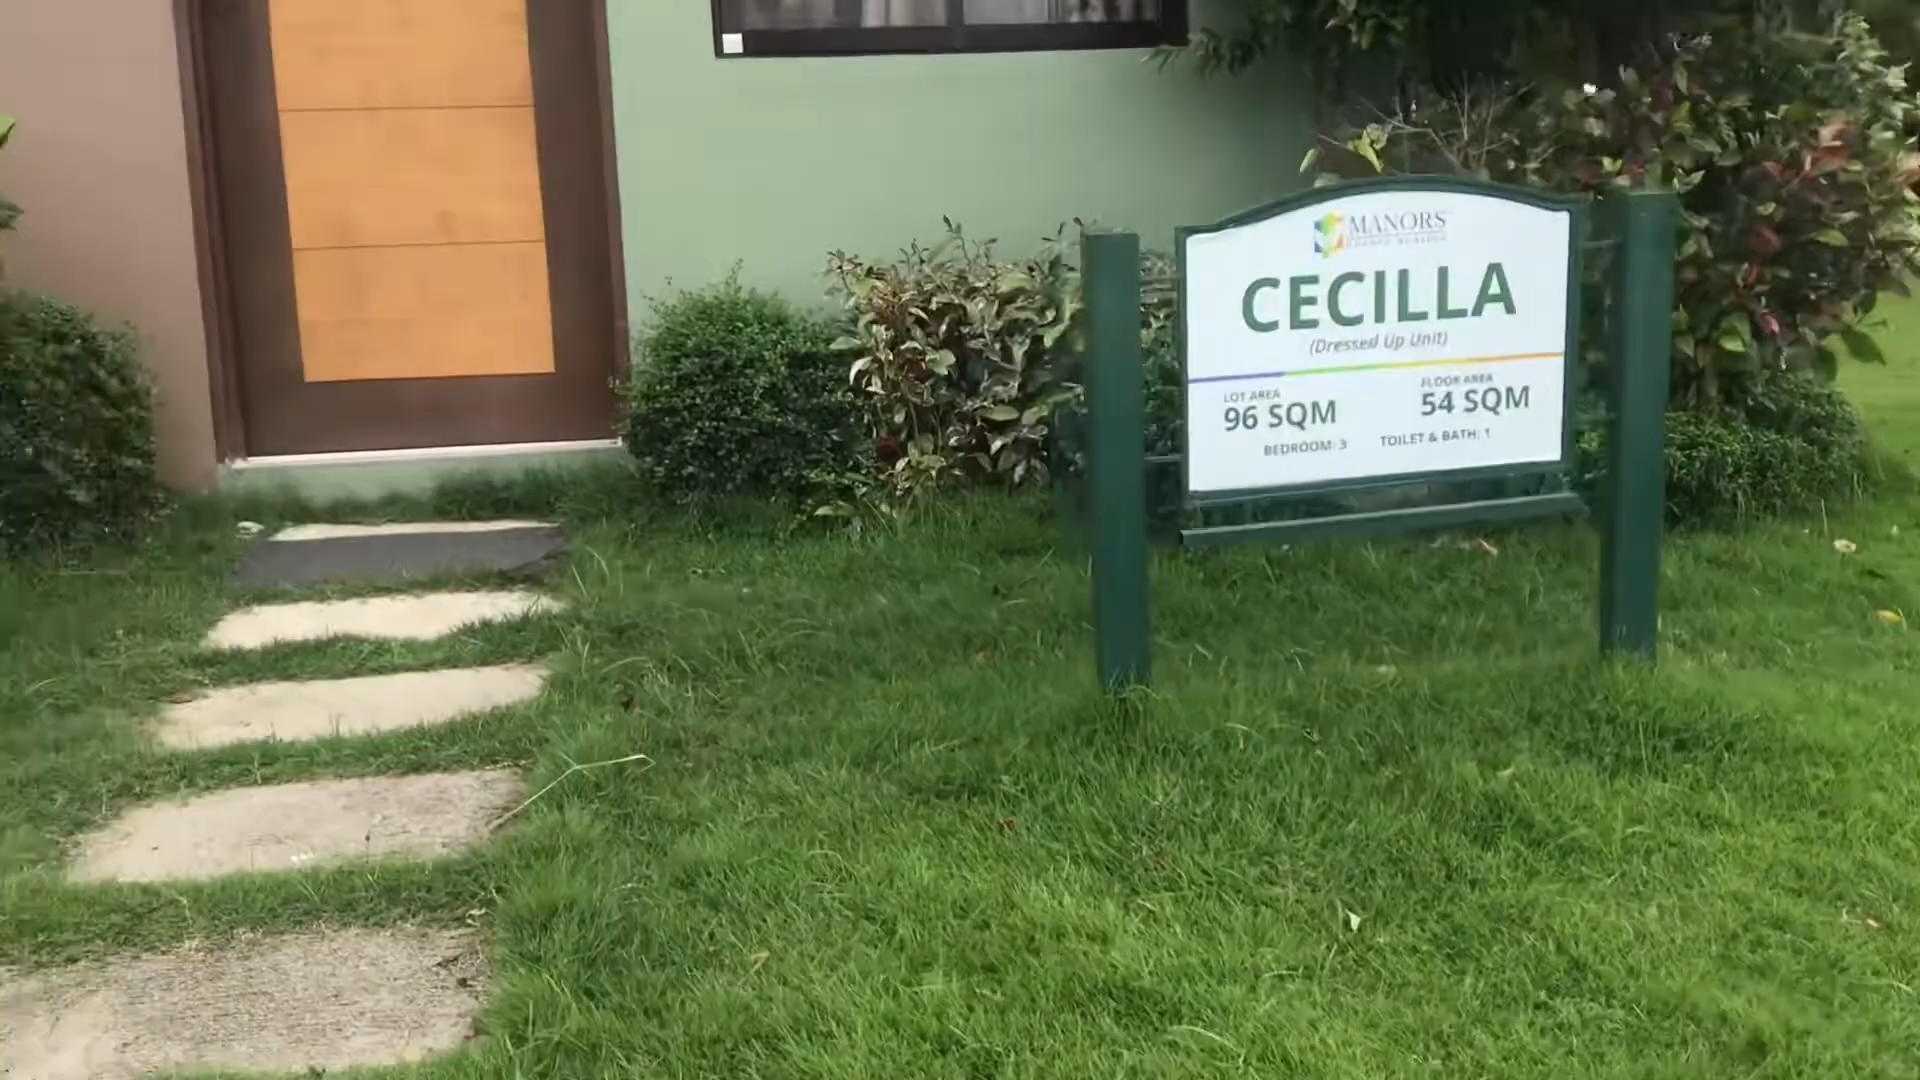 MANORS
CECILLA
(Dressed Up Unit)
LOT AREA
96 SQM
FLOOR AREA
54 SQM
BEDROOM: 3
TOILET & BATH: 1